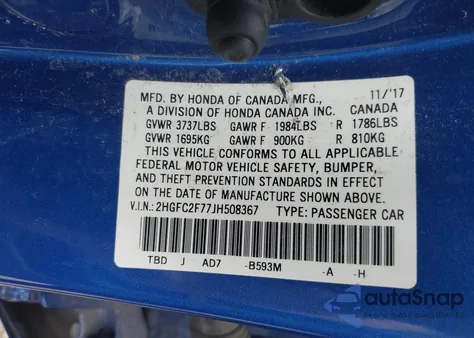 11/'17
MFD. BY HONDA OF CANADA MFG., CANADA
A DIVISION OF HONDA CANADA INC.
GVWR 3737LBS GAWR F 1984LBS R 1786LBS
GVWR 1695KG GAWR F 900KG R 810KG
THIS VEHICLE CONFORMS TO ALL APPLICABLE
FEDERAL MOTOR VEHICLE SAFETY, BUMPER,
AND THEFT PREVENTION STANDARDS IN EFFECT
ON THE DATE OF MANUFACTURE SHOWN ABOVE.
V.I.N.: 2HGFC2F77JH508367 TYPE: PASSENGER CAR
TBD J AD7 -B593M -A -H
autoSnap